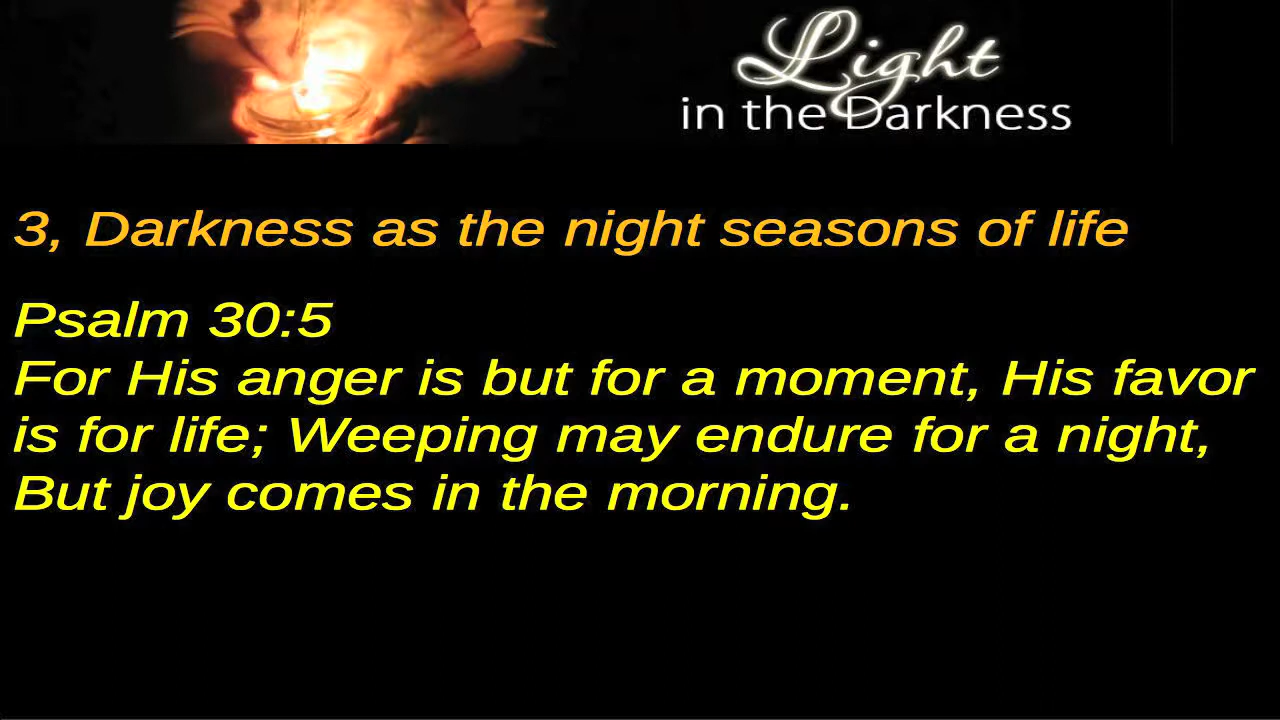 Light
in the Darkness
3, Darkness as the night seasons of life
Psalm 30:5
For His anger is but for a moment, His favor
is for life; Weeping may endure for a night,
But joy comes in the morning.